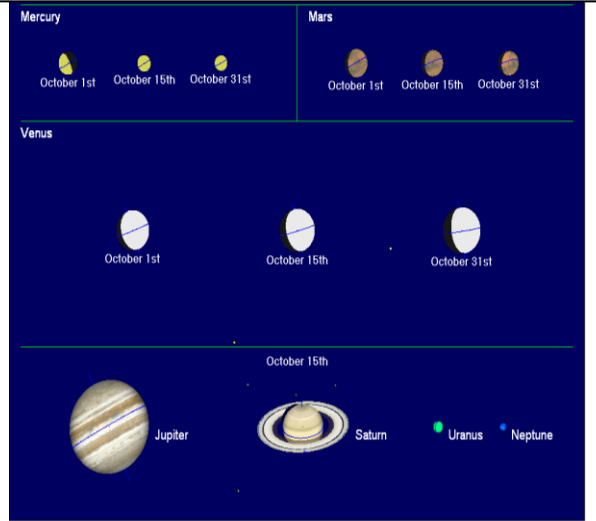 Mercury
October 1st
October 15th
October 31st
Mars
October 1st
October 15th
October 31st
Venus
October 1st
October 15th
October 31st
October 15th
Jupiter
Saturn
Uranus
Neptune